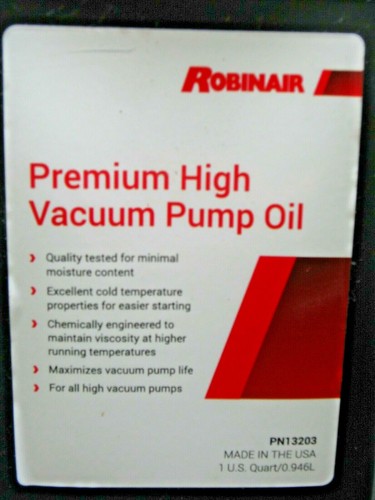 ROBINAIR
Premium High
Vacuum Pump Oil
Quality tested for minimal
moisture content
Excellent cold temperature
properties for easier starting
Chemically engineered to
maintain viscosity at higher
running temperatures
Maximizes vacuum pump life
For all high vacuum pumps
PN13203
MADE IN THE USA
1 U.S. Quart/0.946L